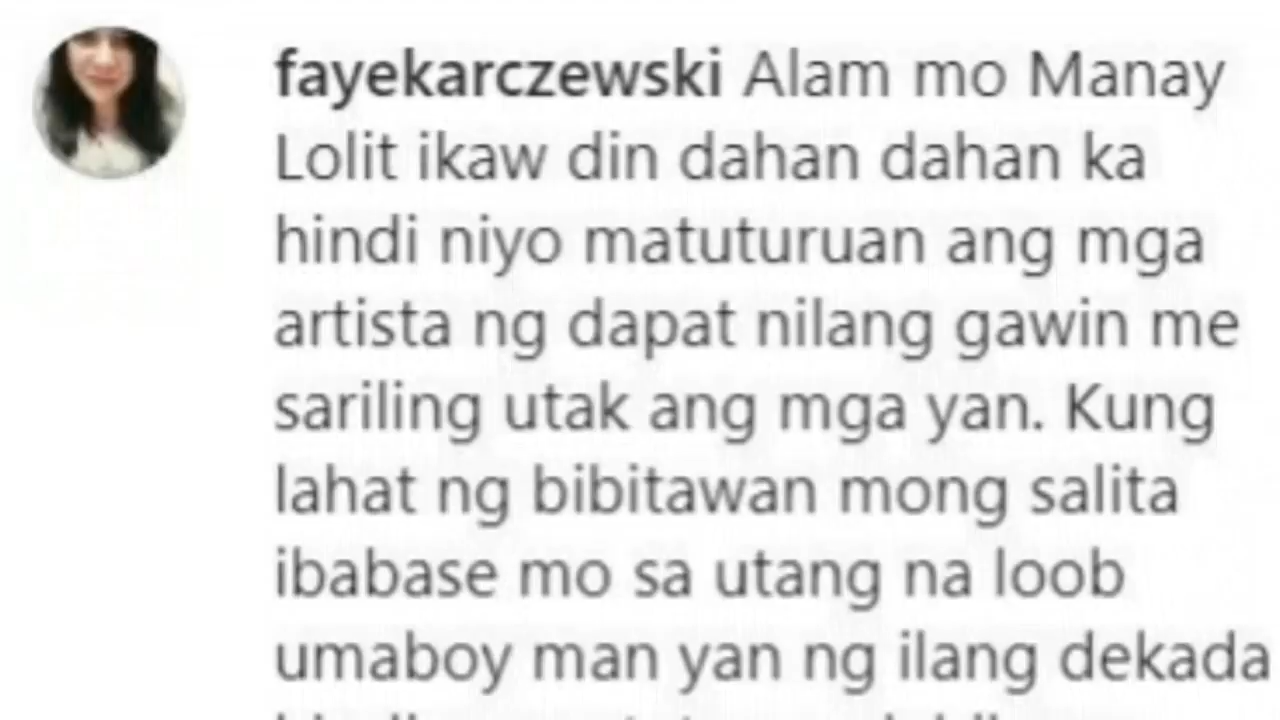 fayekarczewski Alam mo Manay
Lolit ikaw din dahan dahan ka
hindi niyo matuturuan ang mga
artista ng dapat nilang gawin me
sariling utak ang mga yan. Kung
lahat ng bibitawan mong salita
ibabase mo sa utang na loob
umaboy man yan ng ilang dekada